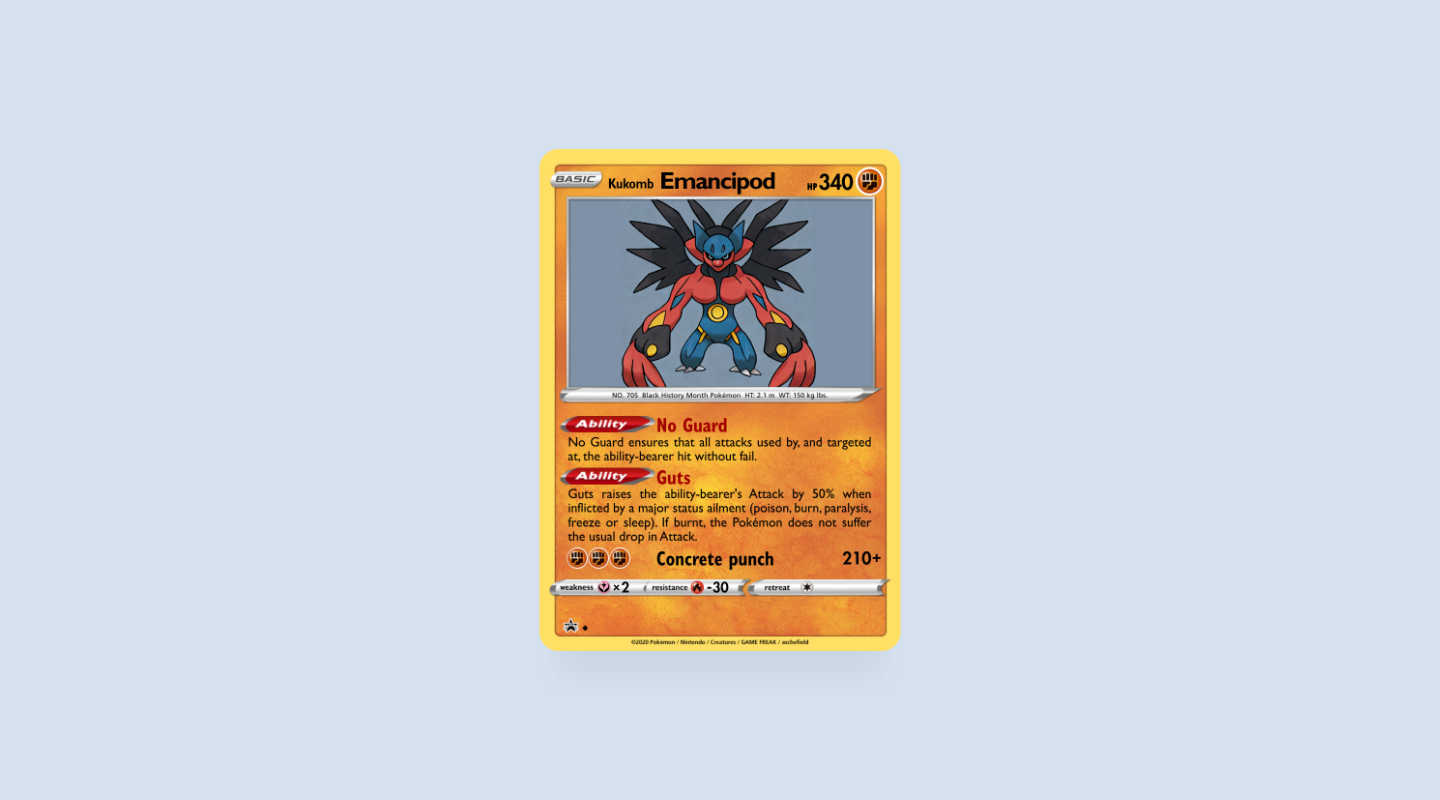 BASIC Kukomb Emancipod HP 340
NO. 705 Black History Month Pokémon HT: 2.1 m WT: 150 kg lbs.
Ability No Guard
No Guard ensures that all attacks used by, and targeted
at, the ability-bearer hit without fail.
Ability Guts
Guts raises the ability-bearer's Attack by 50% when
inflicted by a major status ailment (poison, burn, paralysis,
freeze or sleep). If burnt, the Pokémon does not suffer
the usual drop in Attack.
Concrete punch 210+
weakness ×2 resistance -30 retreat
©2020 Pokémon / Nintendo / Creatures / GAME FREAK / aschefield